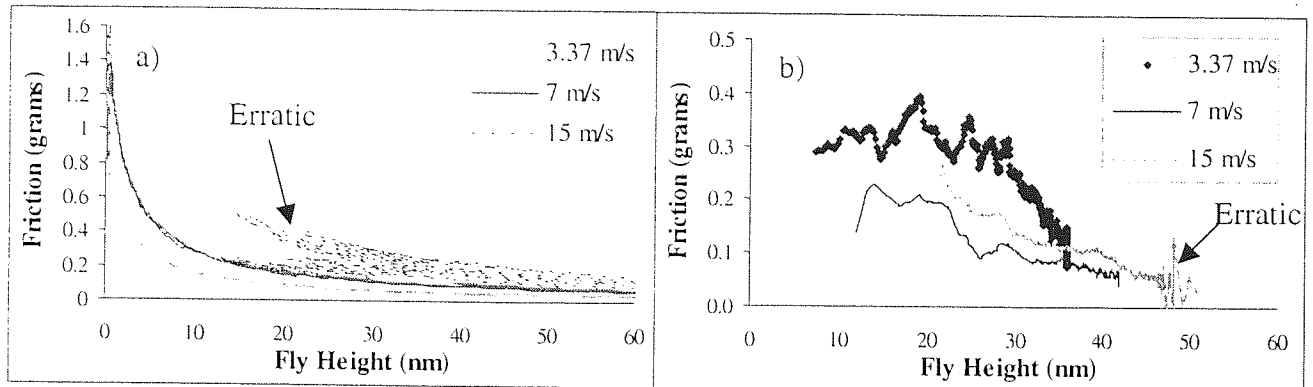 a)
Friction (grams)
1.6
1.4
1.2
1
0.8
0.6
0.4
0.2
0
0 10 20 30 40 50 60
Fly Height (nm)
Erratic
3.37 m/s
7 m/s
15 m/s
b)
Friction (grams)
0.5
0.4
0.3
0.2
0.1
0.0
0 10 20 30 40 50 60
Fly Height (nm)
3.37 m/s
7 m/s
15 m/s
Erratic